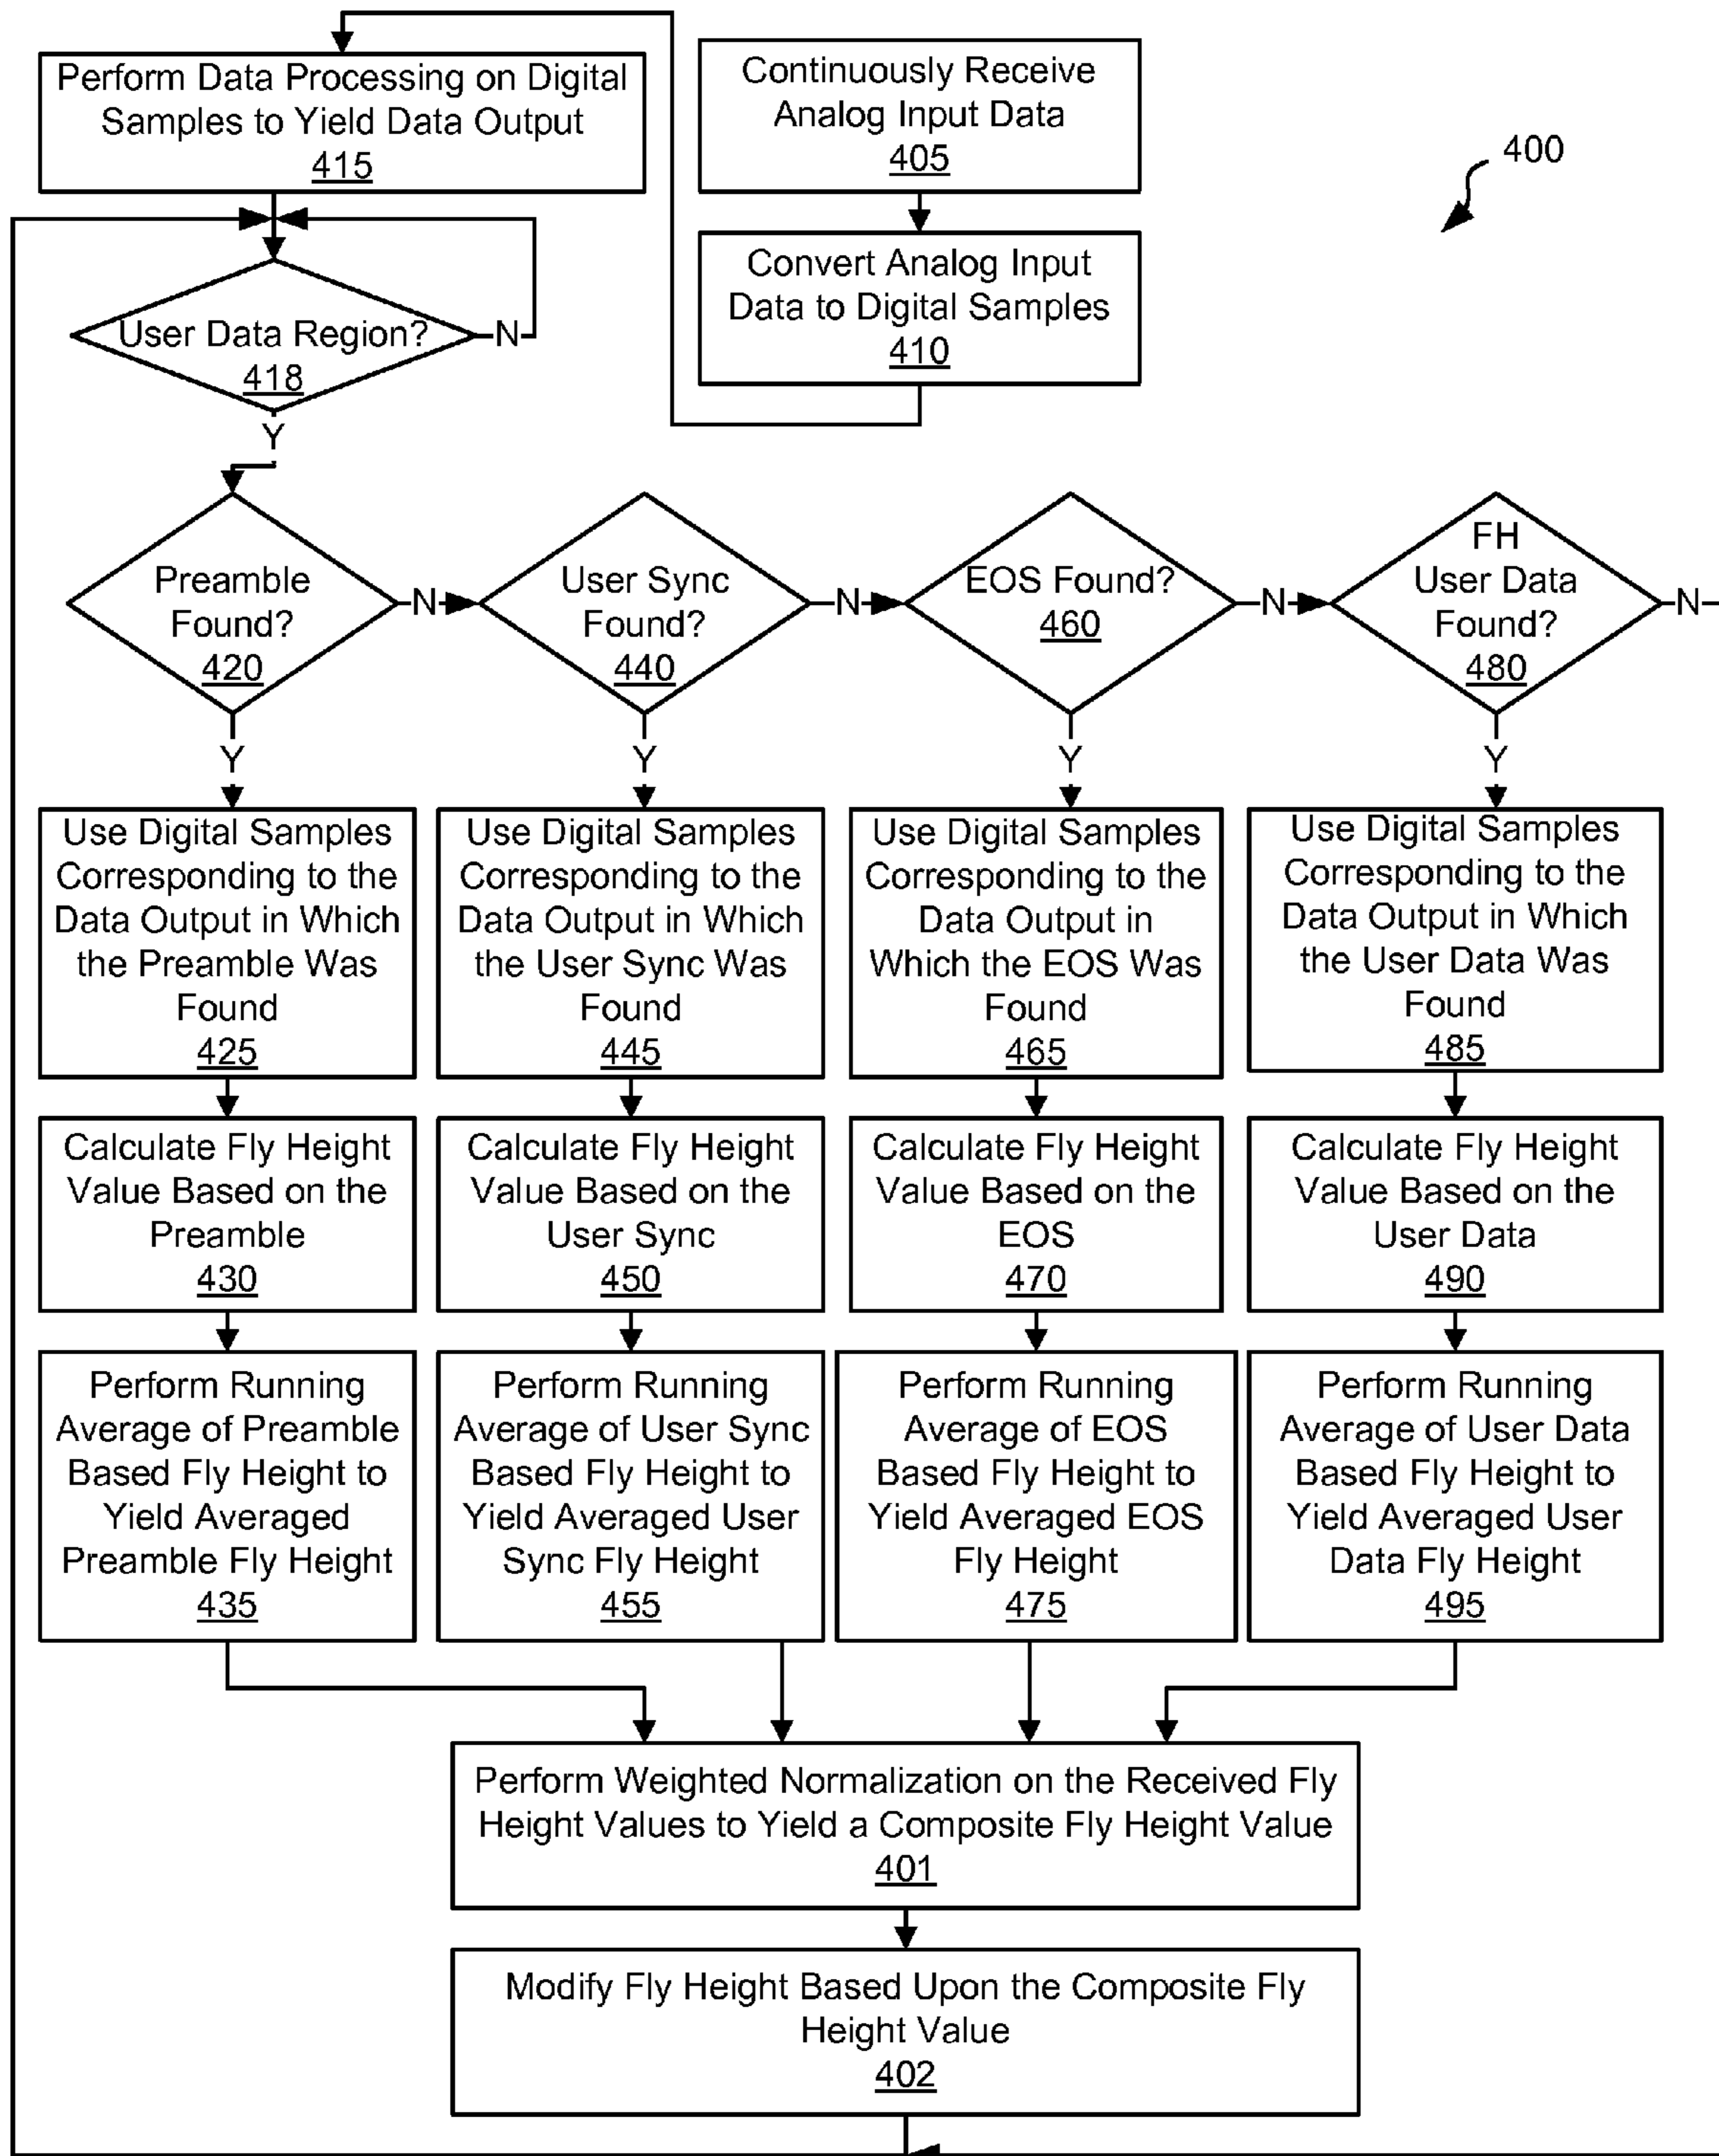 Perform Data Processing on Digital
Samples to Yield Data Output
415
Continuously Receive
Analog Input Data
405
400
Convert Analog Input
Data to Digital Samples
410
User Data Region?
418
N
Y
Preamble
Found?
420
N
User Sync
Found?
440
N
EOS Found?
460
N
FH
User Data
Found?
480
N
Y
Y
Y
Y
Use Digital Samples
Corresponding to the
Data Output in Which
the Preamble Was
Found
425
Use Digital Samples
Corresponding to the
Data Output in Which
the User Sync Was
Found
445
Use Digital Samples
Corresponding to the
Data Output in
Which the EOS Was
Found
465
Use Digital Samples
Corresponding to the
Data Output in Which
the User Data Was
Found
485
Calculate Fly Height
Value Based on the
Preamble
430
Calculate Fly Height
Value Based on the
User Sync
450
Calculate Fly Height
Value Based on the
EOS
470
Calculate Fly Height
Value Based on the
User Data
490
Perform Running
Average of Preamble
Based Fly Height to
Yield Averaged
Preamble Fly Height
435
Perform Running
Average of User Sync
Based Fly Height to
Yield Averaged User
Sync Fly Height
455
Perform Running
Average of EOS
Based Fly Height to
Yield Averaged EOS
Fly Height
475
Perform Running
Average of User Data
Based Fly Height to
Yield Averaged User
Data Fly Height
495
Perform Weighted Normalization on the Received Fly
Height Values to Yield a Composite Fly Height Value
401
Modify Fly Height Based Upon the Composite Fly
Height Value
402